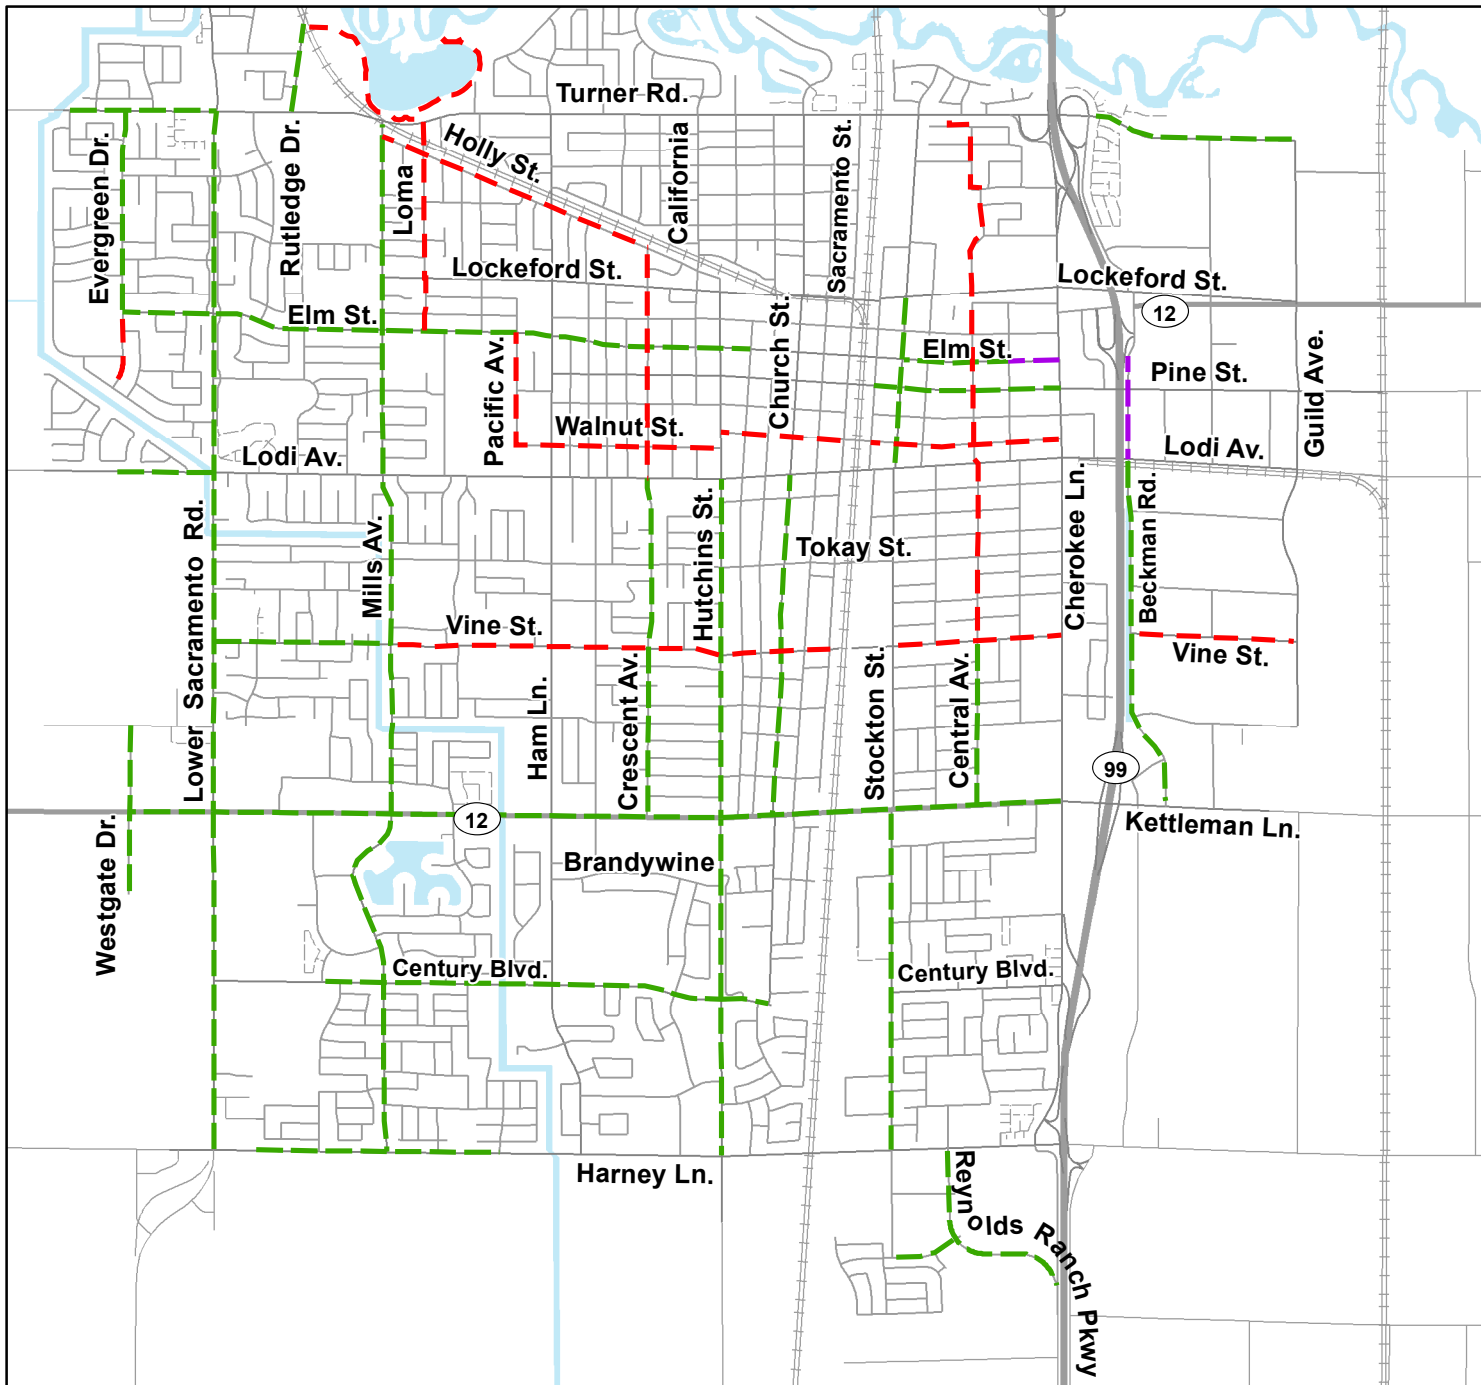 Turner Rd.
Holly St.
Evergreen Dr.
Rutledge Dr.
Loma
California
Sacramento St.
Lockeford St.
Lockeford St.
12
Elm St.
Elm St.
Pacific Av.
Church St.
Pine St.
Guild Ave.
Walnut St.
Lodi Av.
Lodi Av.
Lower Sacramento Rd.
Mills Av.
Hutchins St.
Tokay St.
Cherokee Ln.
Beckman Rd.
Vine St.
Vine St.
Ham Ln.
Crescent Av.
Stockton St.
Central Av.
99
12
Kettleman Ln.
Westgate Dr.
Brandywine
Century Blvd.
Century Blvd.
Harney Ln.
Reynolds Ranch Pkwy